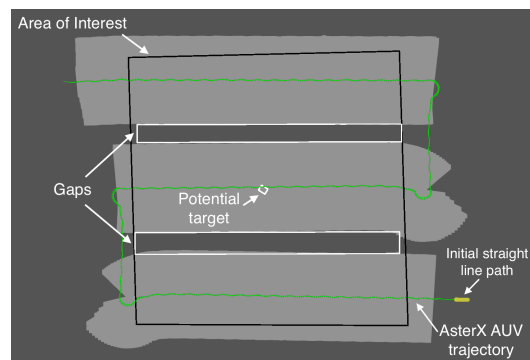 Area of Interest
Gaps
Potential
target
Initial straight
line path
AsterX AUV
trajectory